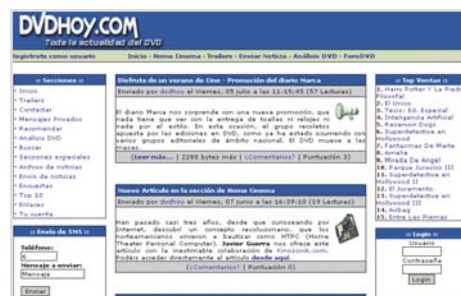 DVDHOY.COM
Toda la actualidad del DVD
Regístrate como usuario
Inicio - Home Cinema - Trailers - Enviar Noticia - Análisis DVD - ForoDVD
:: Secciones ::
Inicio
Trailers
Contactar
Mensajes Privados
Recomendar
Análisis DVD
Buscar
Secciones especiales
Archivo de noticias
Envío de noticias
Encuestas
Top 10
Enlaces
Tu cuenta
:: Envío de SMS ::
Teléfono:
6
Mensaje a enviar:
Mensaje
Enviar
Disfruta de un verano de Cine - Promoción del diario Marca
Enviado por dvdhoy el Viernes, 05 julio a las 11:15:45 (57 Lecturas)
El diario Marca nos sorprende con una nueva promoción, que
nada tiene que ver con la entrega de toallas ni relojes ni
nada por el estilo. En esta ocasión, el grupo recoletos
apuesta por las ediciones en DVD, como ya ha estado ocurriendo con
varios grupos editoriales de ámbito nacional. El DVD mueve a las
masas.
(Leer más... | 2288 bytes más | ¿Comentarios? | Puntuación 3)
Nuevo Artículo en la sección de Home Cinema
Enviado por dvdhoy el Viernes, 07 junio a las 16:39:10 (19 Lecturas)
Han pasado casi tres años, desde que curioseando por
Internet, descubrí un concepto revolucionario, que los
norteamericanos vinieron a bautizar como HTPC (Home
Theater Personal Computer). Javier Guerra nos ofrece este
artículo con la inestimable colaboración de Kinozonik.com.
Podéis acceder directamente al artículo desde aquí.
(¿Comentarios? | Puntuación 0)
:: Top Ventas ::
1. Harry Potter Y La Piedra
Filosofal
2. El Unico
3. Tesis: Ed. Especial
4. Inteligencia Artificial
5. Reservoir Dogs
6. Superdetective en
Hollywood
7. Fantasmas De Marte
8. Amelie
9. Mirada De Angel
10. Parque Jurasico III
11. Superdetective en
Hollywood II
12. El Juramento
13. Superdetective en
Hollywood III
14. Airbag
15. Entre Las Piernas
:: Login ::
Usuario
Contraseña
Login